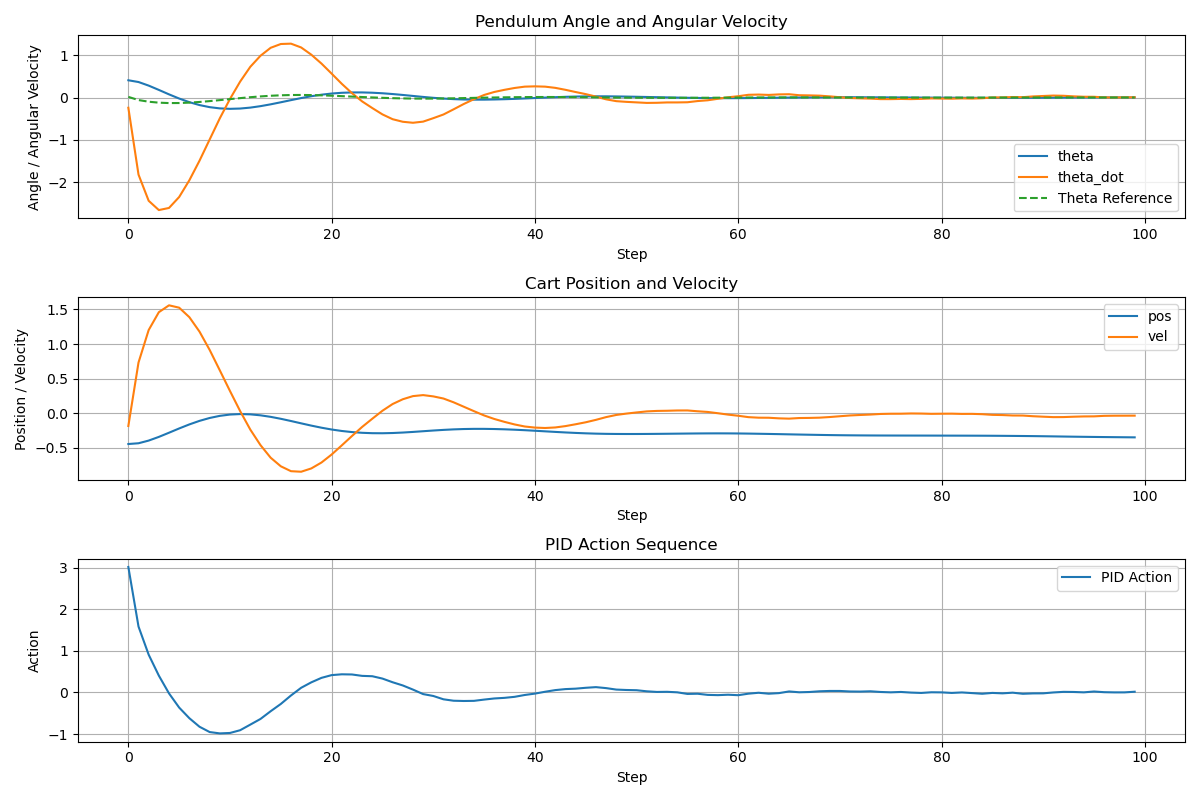 Pendulum Angle and Angular Velocity
Angle / Angular Velocity
1
0
−1
−2
theta
theta_dot
Theta Reference
0 20 40 60 80 100
Step
Cart Position and Velocity
Position / Velocity
1.5
1.0
0.5
0.0
−0.5
pos
vel
0 20 40 60 80 100
Step
PID Action Sequence
Action
3
2
1
0
−1
PID Action
0 20 40 60 80 100
Step